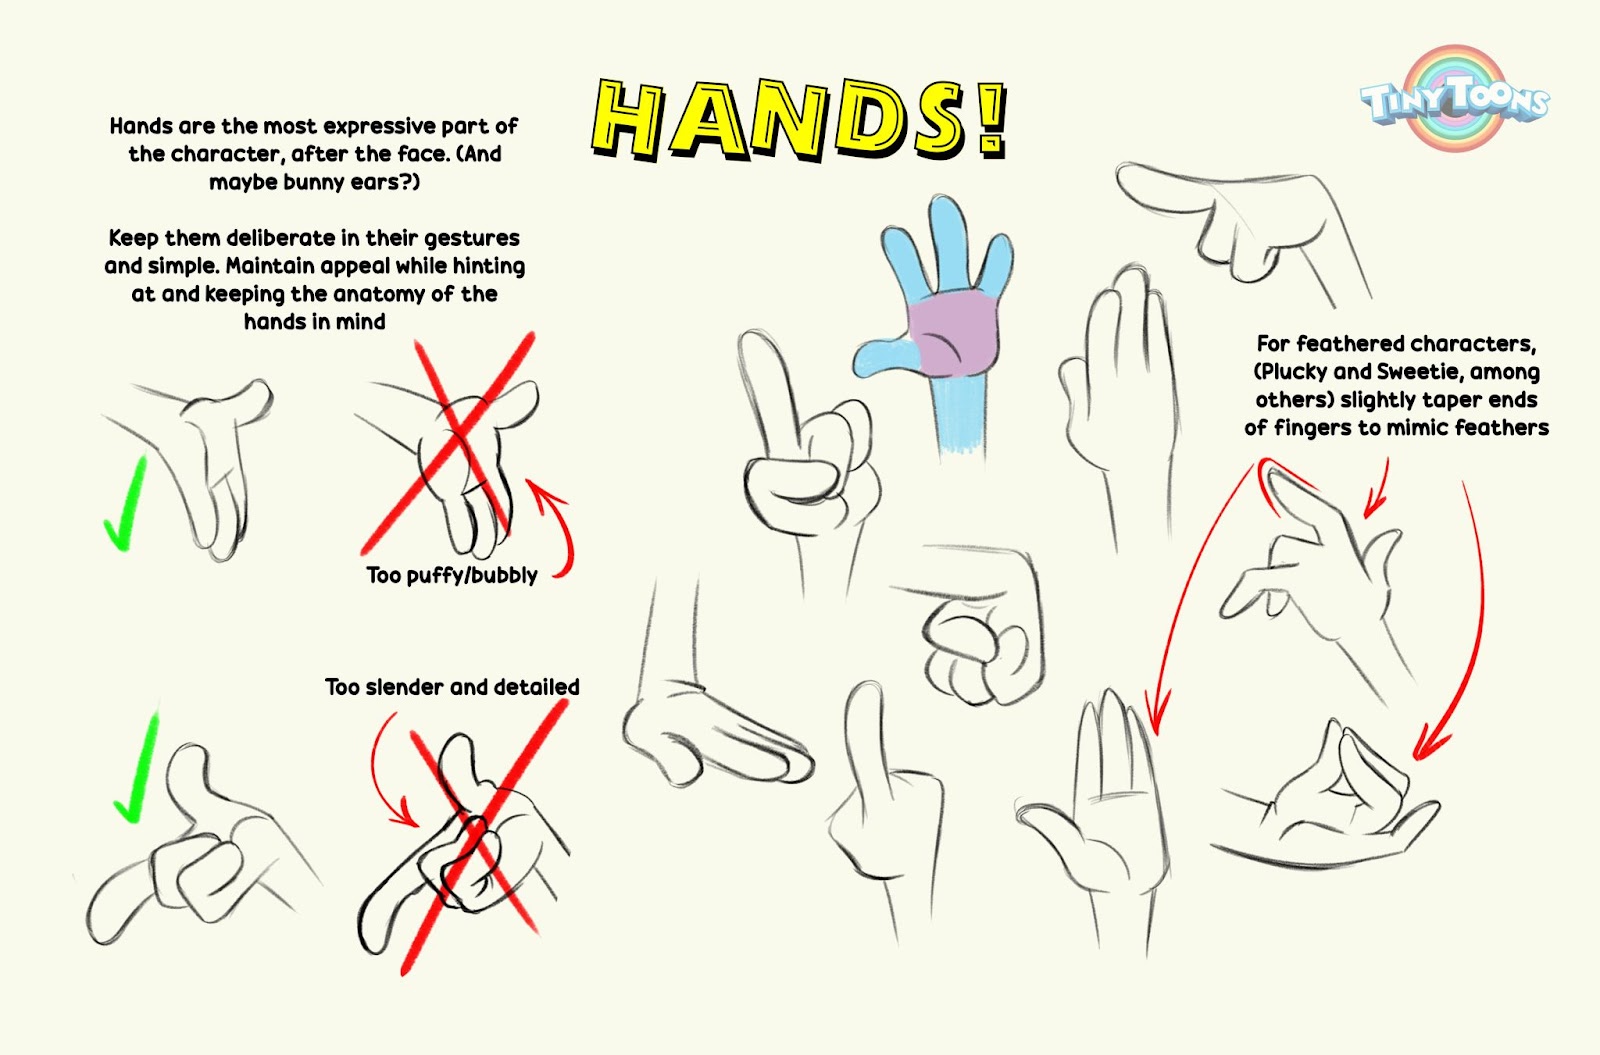 HANDS!
TINY TOONS
Hands are the most expressive part of
the character, after the face. (And
maybe bunny ears?)
Keep them deliberate in their gestures
and simple. Maintain appeal while hinting
at and keeping the anatomy of the
hands in mind
For feathered characters,
(Plucky and Sweetie, among
others) slightly taper ends
of fingers to mimic feathers
Too puffy/bubbly
Too slender and detailed